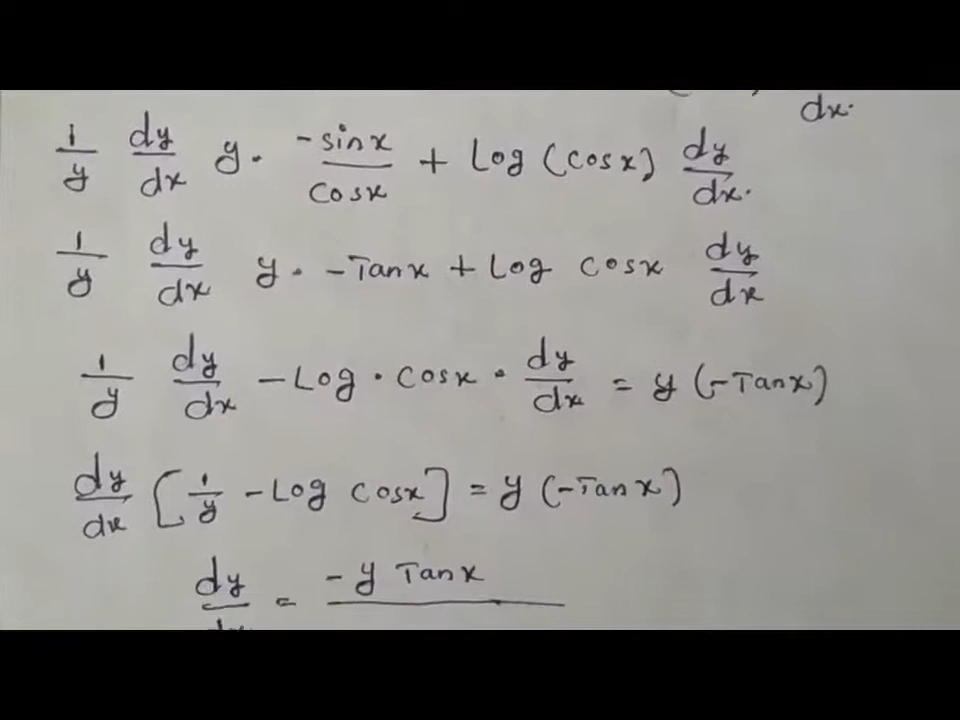 dx.
1/y dy/dx y. -sinx/cosx + Log (cosx) dy/dx.
1/y dy/dx y. -Tanx + Log cosx dy/dx
1/y dy/dx - Log . cosx . dy/dx = y (-Tanx)
dy/dx [1/y - Log cosx] = y (-Tanx)
dy/dx = -y Tanx